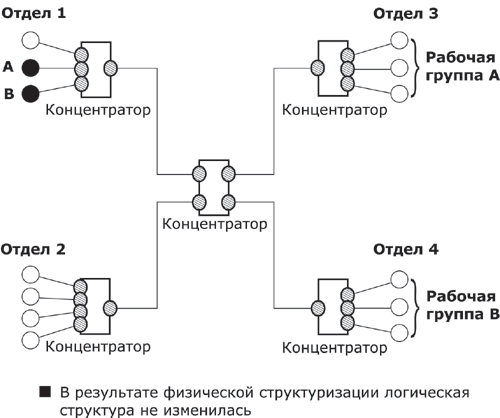 Отдел 1
Отдел 3
А
В
Рабочая
группа А
Концентратор
Концентратор
Концентратор
Отдел 2
Отдел 4
Рабочая
группа В
Концентратор
Концентратор
В результате физической структуризации логическая
структура не изменилась